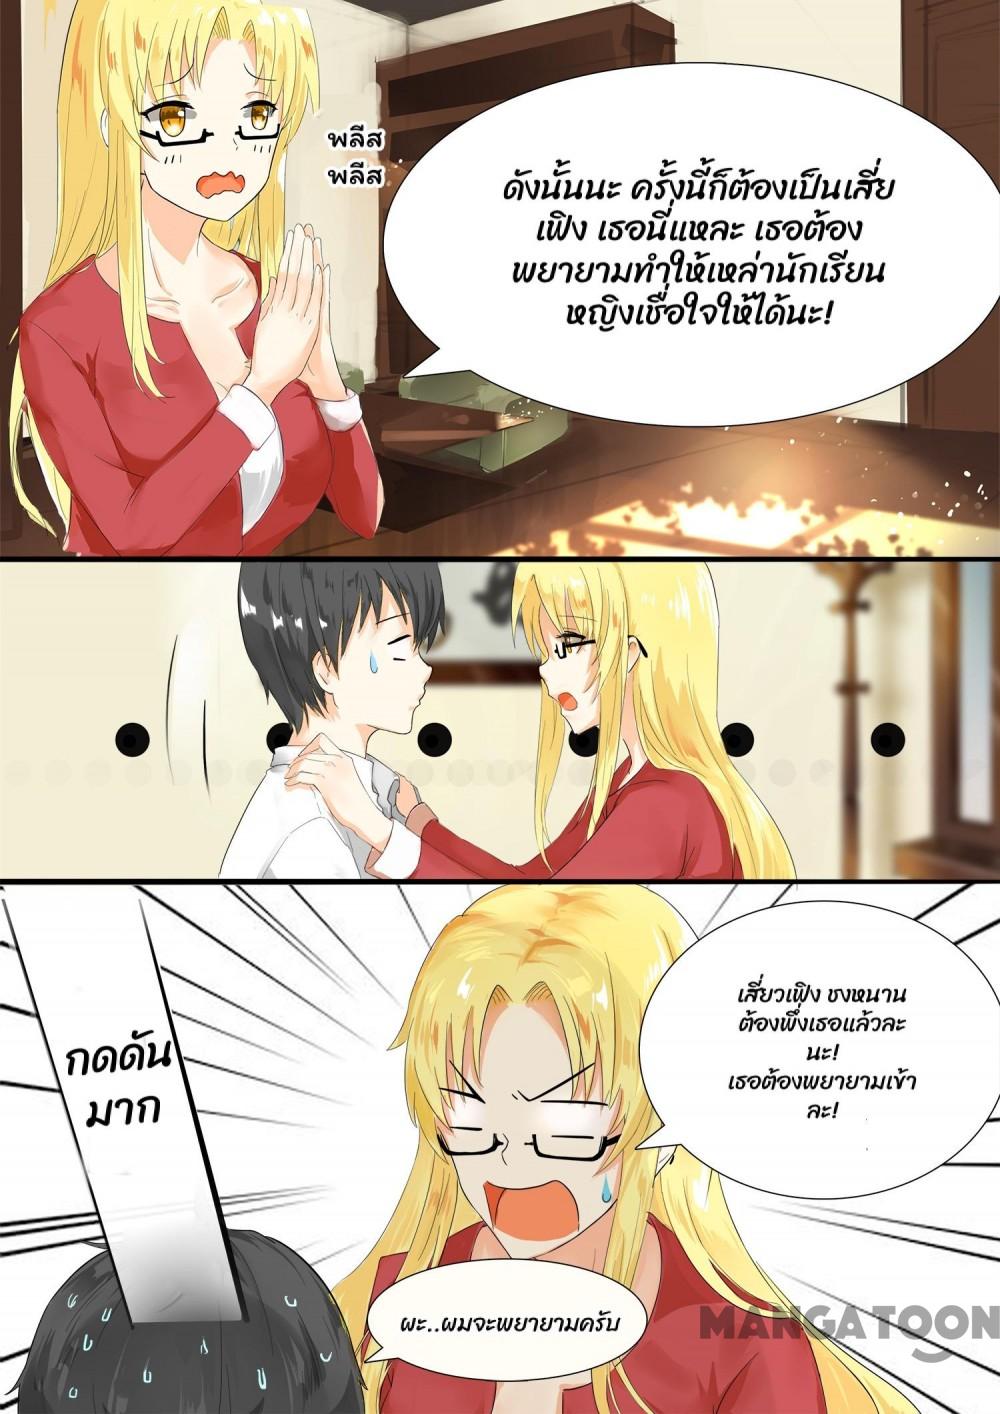 พลีส
พลีส
ดังนั้นนะ ครั้งนี้ก็ต้องเป็นเสี่ย
เฟิง เธอนี่แหละ เธอต้อง
พยายามทำให้เหล่านักเรียน
หญิงเชื่อใจให้ได้นะ!
เสี่ยวเฟิง ชงหนาน
ต้องพึ่งเธอแล้วละ
นะ!
เธอต้องพยายามเข้า
ละ!
กดดัน
มาก
ผะ..ผมจะพยายามครับ
MANGATOON